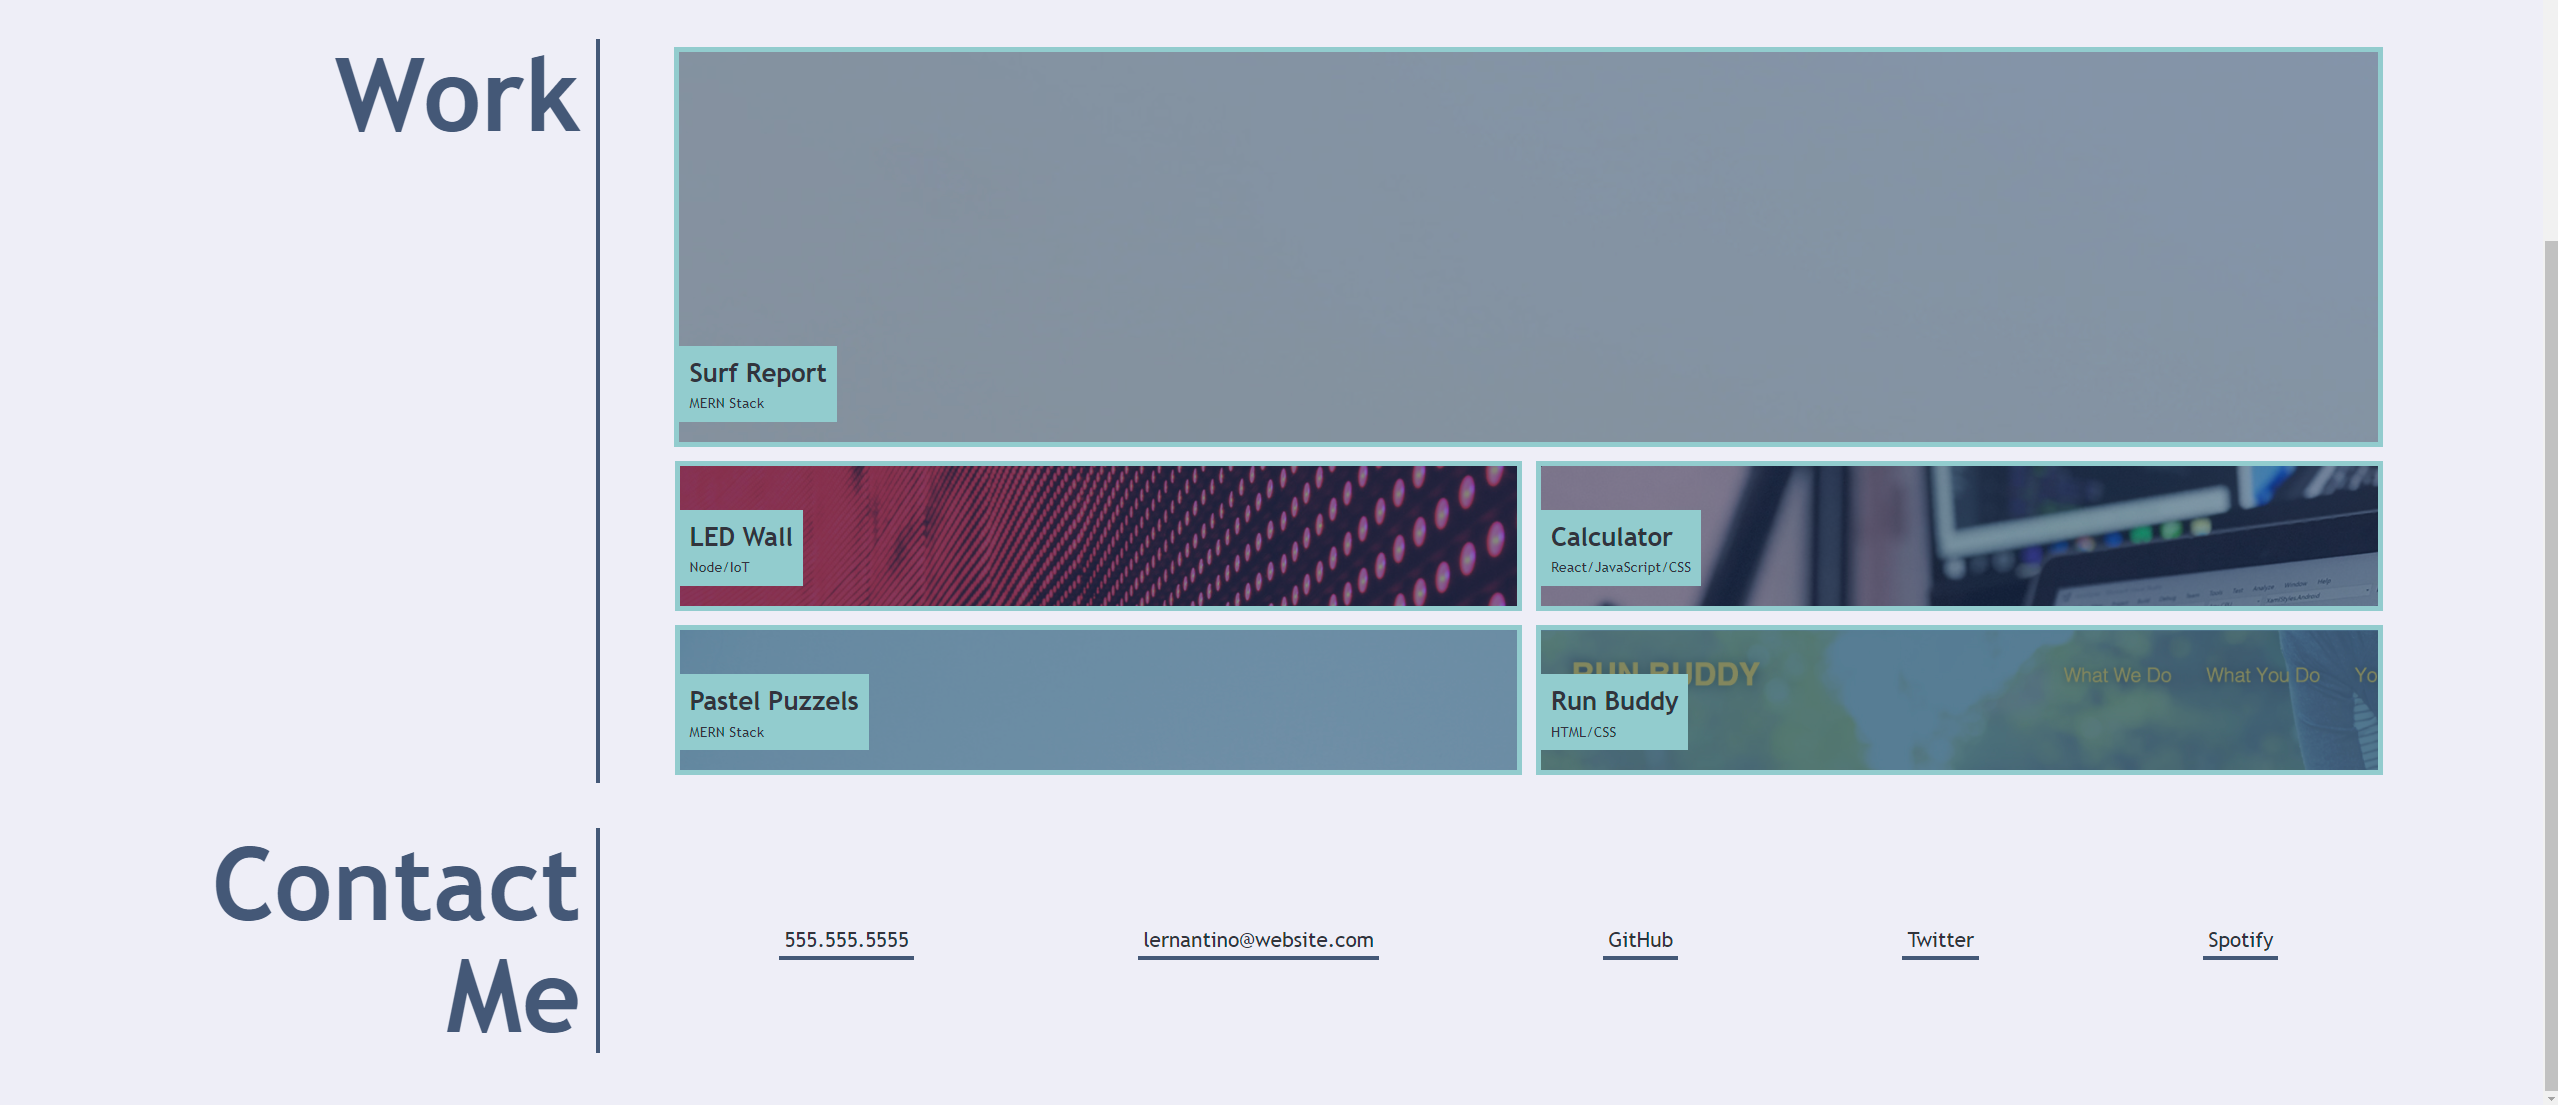 Work
Surf Report
MERN Stack
LED Wall
Node/IoT
Calculator
React/JavaScript/CSS
Pastel Puzzels
MERN Stack
RUN BUDDY
What We Do
What You Do
Yo
Run Buddy
HTML/CSS
Contact
Me
555.555.5555
lernantino@website.com
GitHub
Twitter
Spotify